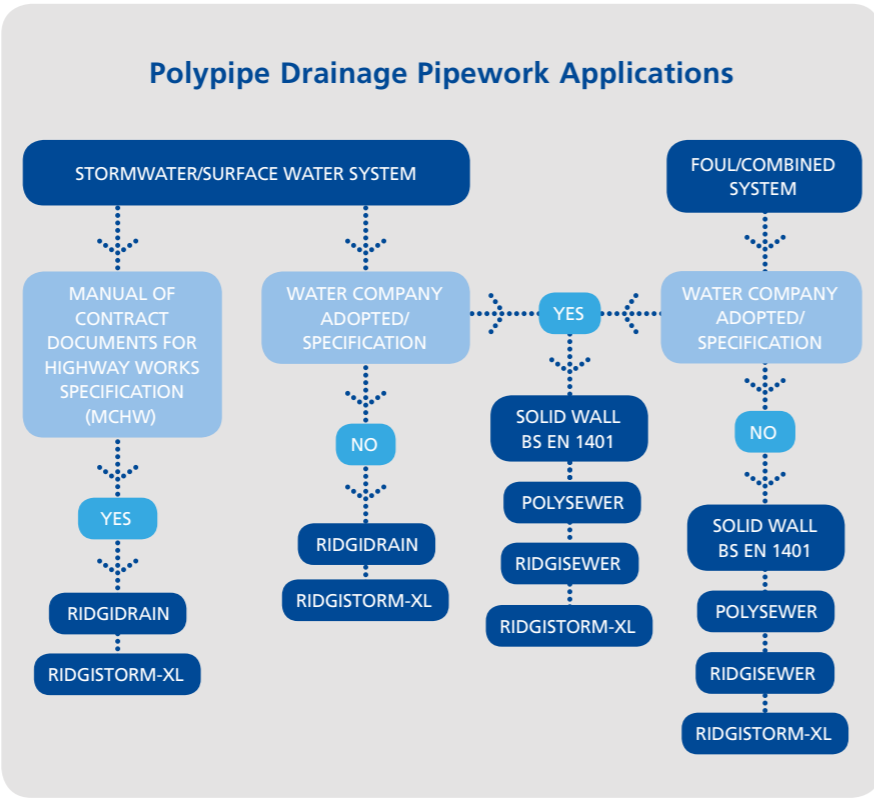 Polypipe Drainage Pipework Applications
STORMWATER/SURFACE WATER SYSTEM
MANUAL OF
CONTRACT
DOCUMENTS FOR
HIGHWAY WORKS
SPECIFICATION
(MCHW)
YES
RIDGIDRAIN
RIDGISTORM-XL
WATER COMPANY
ADOPTED/
SPECIFICATION
NO
RIDGIDRAIN
RIDGISTORM-XL
YES
SOLID WALL
BS EN 1401
POLYSEWER
RIDGISEWER
RIDGISTORM-XL
FOUL/COMBINED
SYSTEM
WATER COMPANY
ADOPTED/
SPECIFICATION
NO
SOLID WALL
BS EN 1401
POLYSEWER
RIDGISEWER
RIDGISTORM-XL